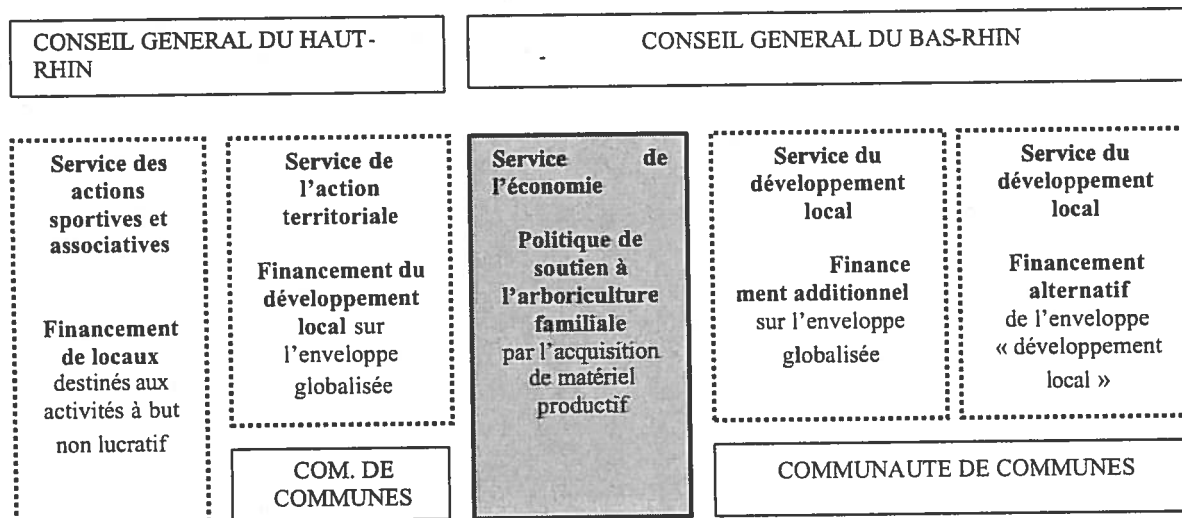 CONSEIL GENERAL DU HAUT-
RHIN
CONSEIL GENERAL DU BAS-RHIN
Service des
actions
sportives et
associatives
Financement
de locaux
destinés aux
activités à but
non lucratif
Service de
l'action
territoriale
Financement du
développement
local sur
l'enveloppe
globalisée
COM. DE
COMMUNES
Service de
l'économie
Politique de
soutien à
l'arboriculture
familiale
par l'acquisition
de matériel
productif
Service du
développement
local
Finance
ment additionnel
sur l'enveloppe
globalisée
Service du
développement
local
Financement
alternatif
de l'enveloppe
« développement
local »
COMMUNAUTE DE COMMUNES